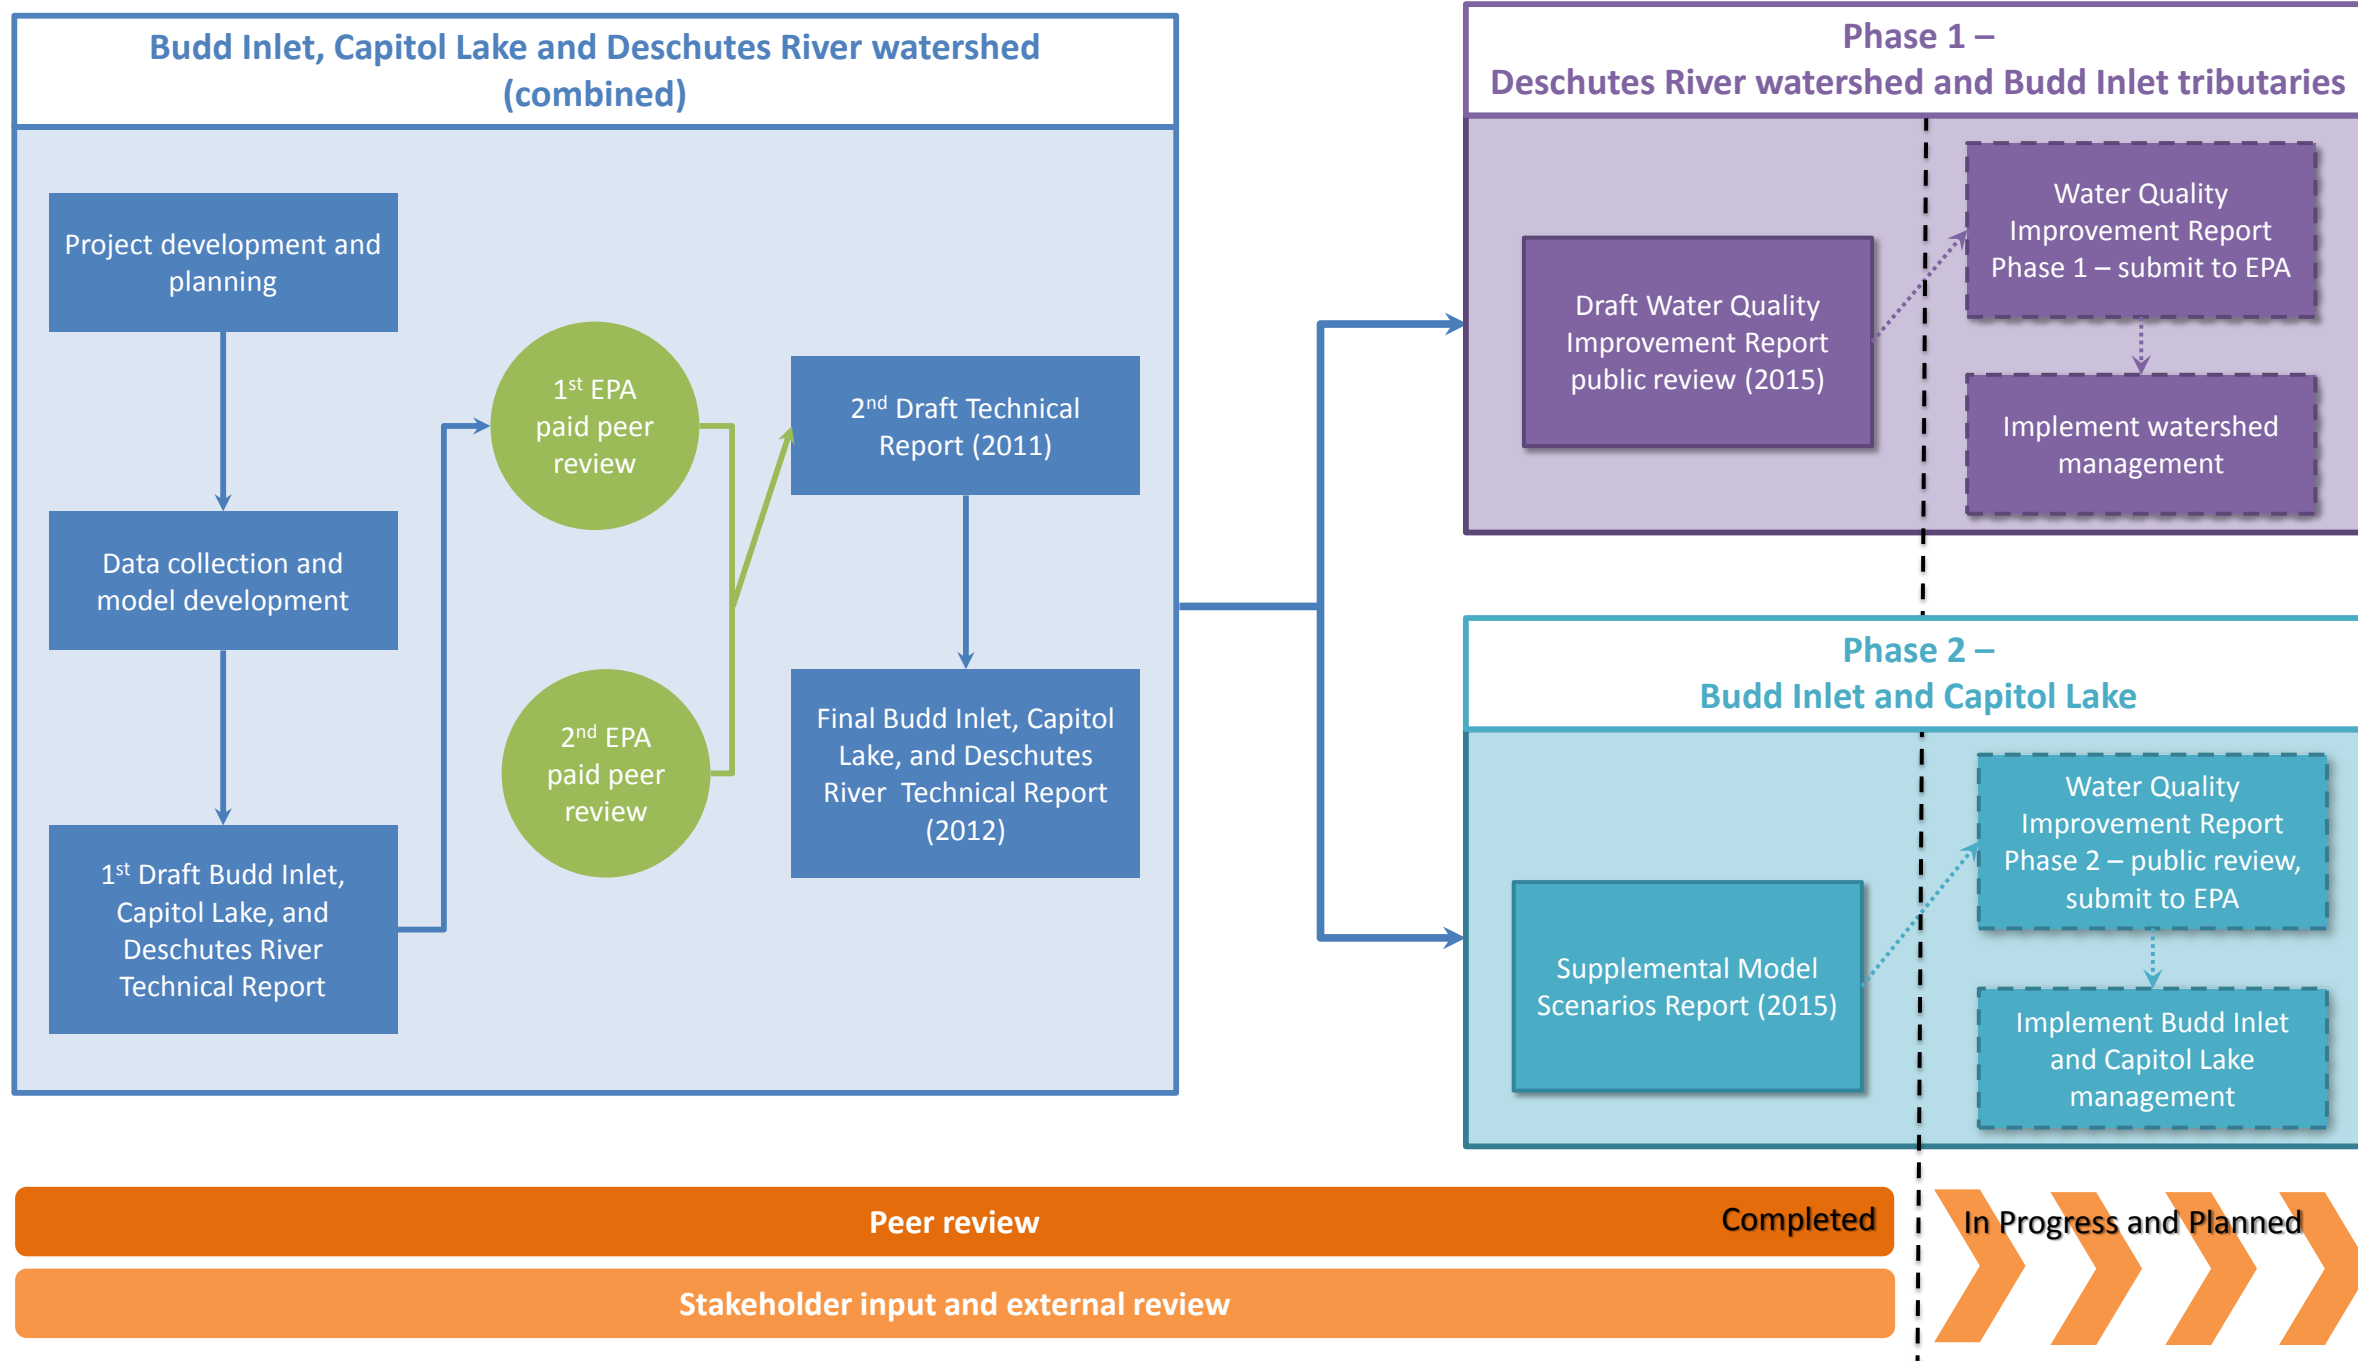 Budd Inlet, Capitol Lake and Deschutes River watershed
(combined)
Project development and
planning
Data collection and
model development
1st Draft Budd Inlet,
Capitol Lake, and
Deschutes River
Technical Report
1st EPA
paid peer
review
2nd EPA
paid peer
review
2nd Draft Technical
Report (2011)
Final Budd Inlet, Capitol
Lake, and Deschutes
River Technical Report
(2012)
Phase 1 –
Deschutes River watershed and Budd Inlet tributaries
Draft Water Quality
Improvement Report
public review (2015)
Water Quality
Improvement Report
Phase 1 – submit to EPA
Implement watershed
management
Phase 2 –
Budd Inlet and Capitol Lake
Supplemental Model
Scenarios Report (2015)
Water Quality
Improvement Report
Phase 2 – public review,
submit to EPA
Implement Budd Inlet
and Capitol Lake
management
Peer review
Completed
In Progress and Planned
Stakeholder input and external review